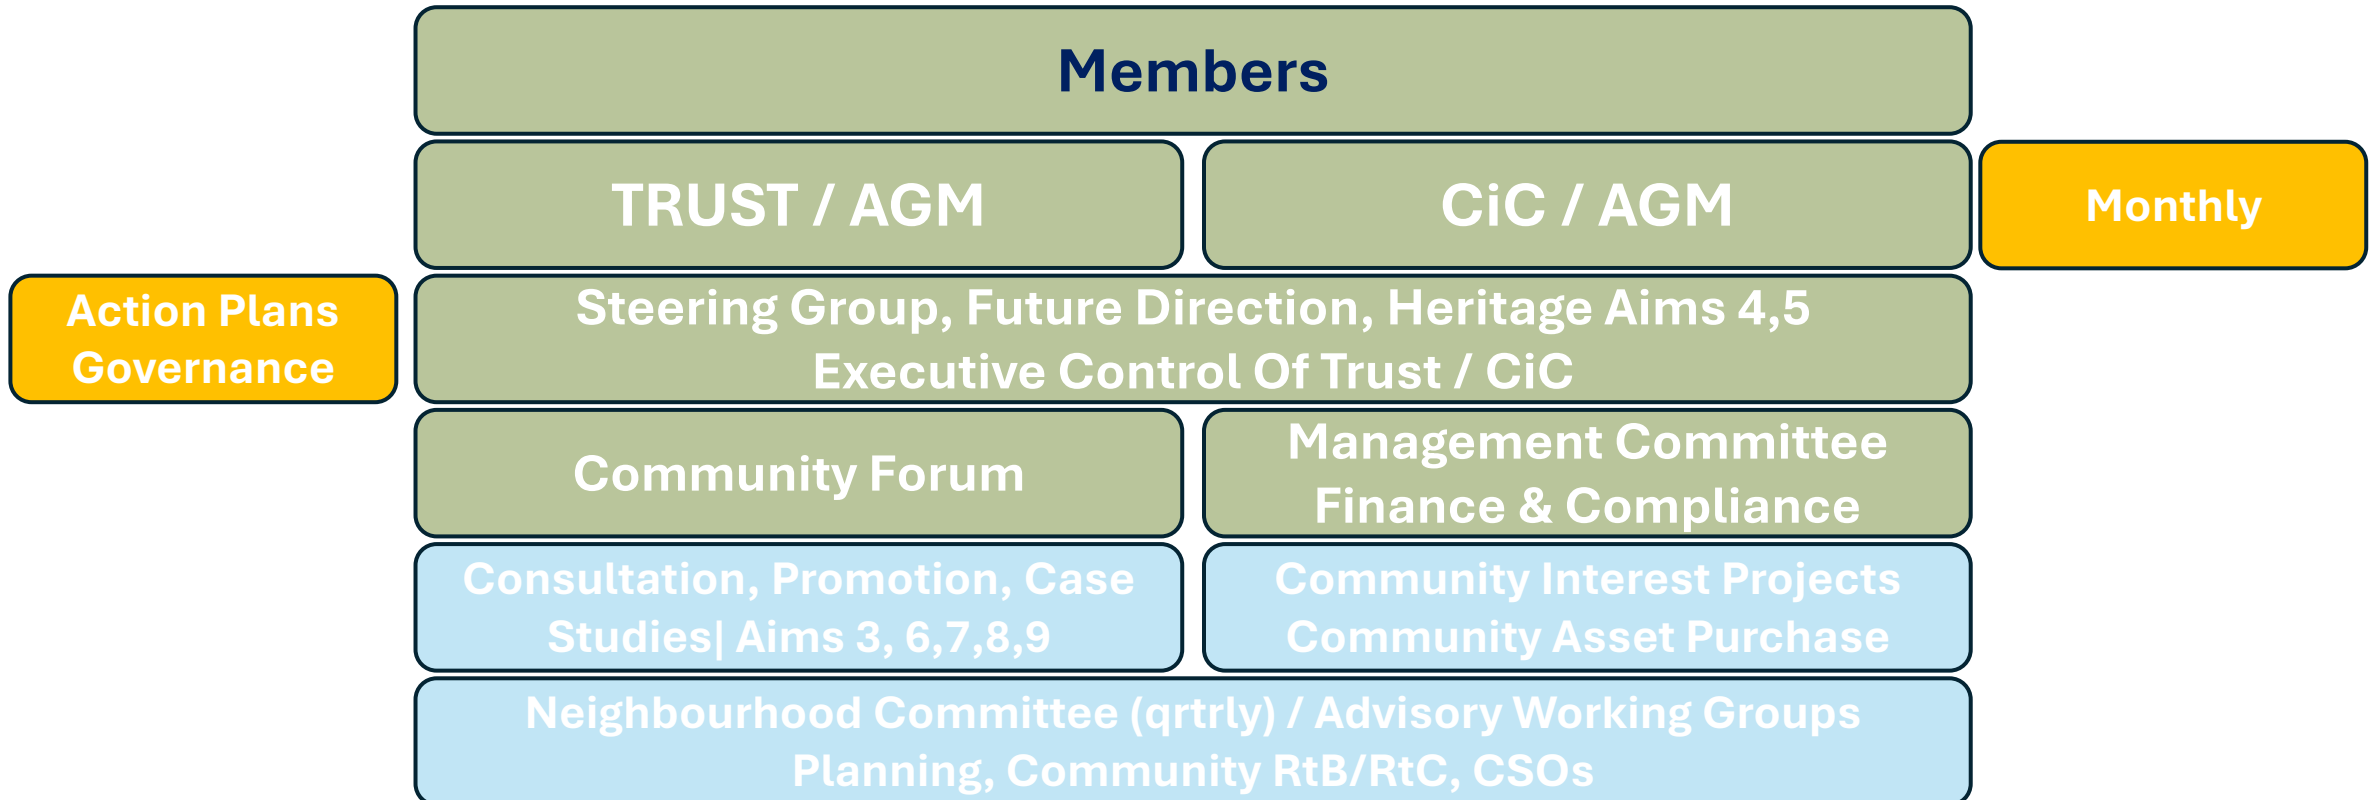 Members
TRUST / AGM
CiC / AGM
Monthly
Action Plans
Governance
Steering Group, Future Direction, Heritage Aims 4,5
Executive Control Of Trust / CiC
Community Forum
Management Committee
Finance & Compliance
Consultation, Promotion, Case
Studies| Aims 3, 6,7,8,9
Community Interest Projects
Community Asset Purchase
Neighbourhood Committee (qrtrly) / Advisory Working Groups
Planning, Community RtB/RtC, CSOs